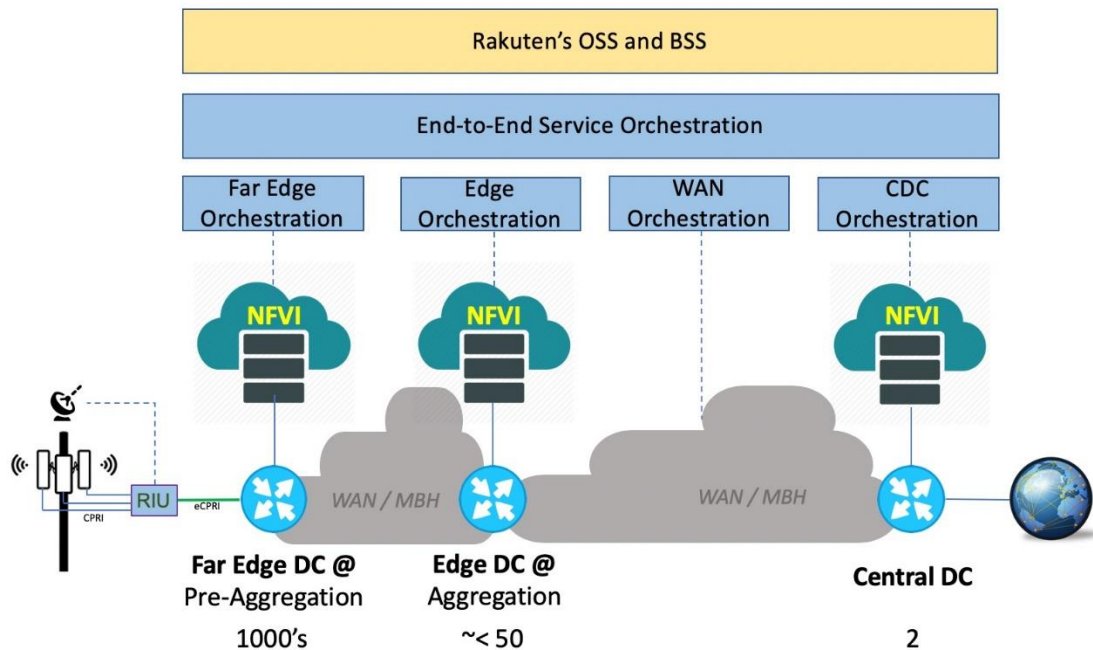 Rakuten's OSS and BSS
End-to-End Service Orchestration
Far Edge
Orchestration
Edge
Orchestration
WAN
Orchestration
CDC
Orchestration
NFVI
NFVI
NFVI
RIU
CPRI
eCPRI
WAN / MBH
WAN / MBH
Far Edge DC @
Pre-Aggregation
1000's
Edge DC @
Aggregation
~< 50
Central DC
2